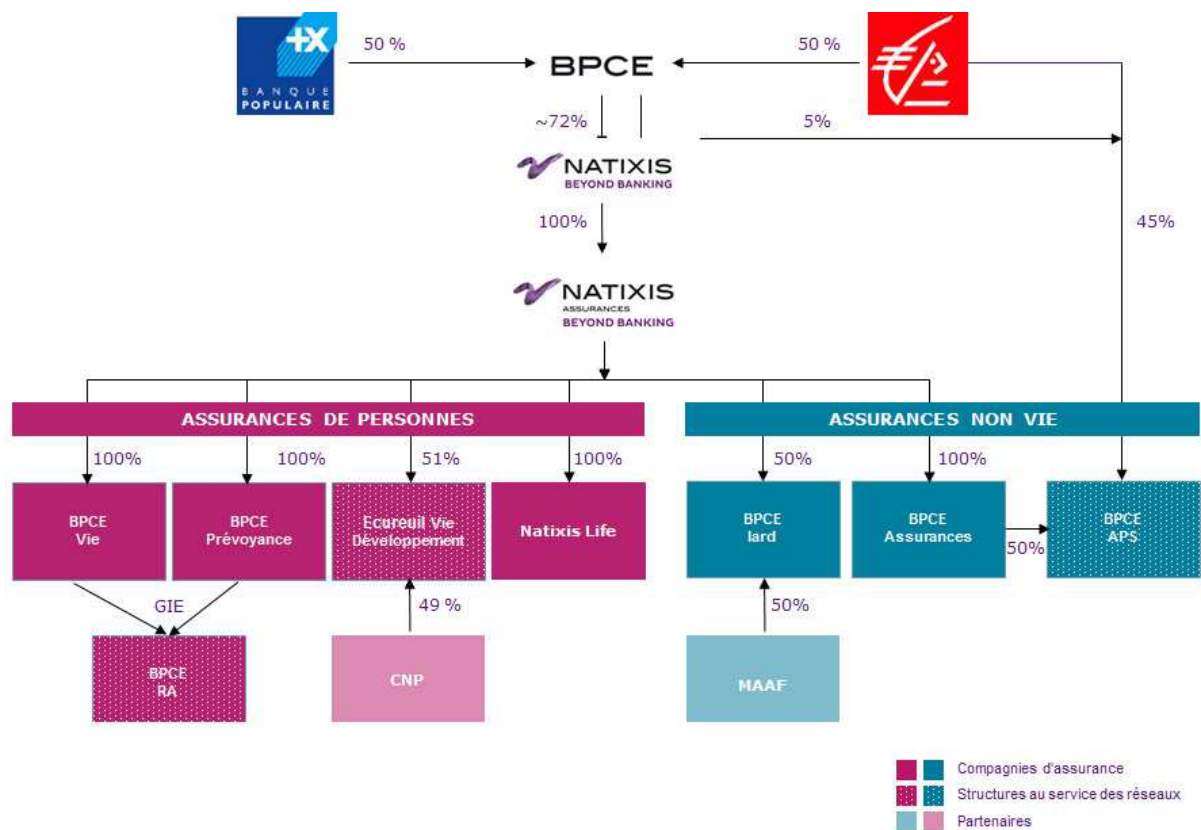 +X
BANQUE
POPULAIRE
50 %
BPCE
50 %
~72%
5%
NATIXIS
BEYOND BANKING
100%
45%
NATIXIS
ASSURANCES
BEYOND BANKING
ASSURANCES DE PERSONNES
ASSURANCES NON VIE
100%
100%
51%
100%
50%
100%
BPCE
Vie
BPCE
Prévoyance
Ecureuil Vie
Développement
Natixis Life
BPCE
Iard
BPCE
Assurances
50%
BPCE
APS
GIE
49 %
50%
BPCE
RA
CNP
MAAF
Compagnies d'assurance
Structures au service des réseaux
Partenaires